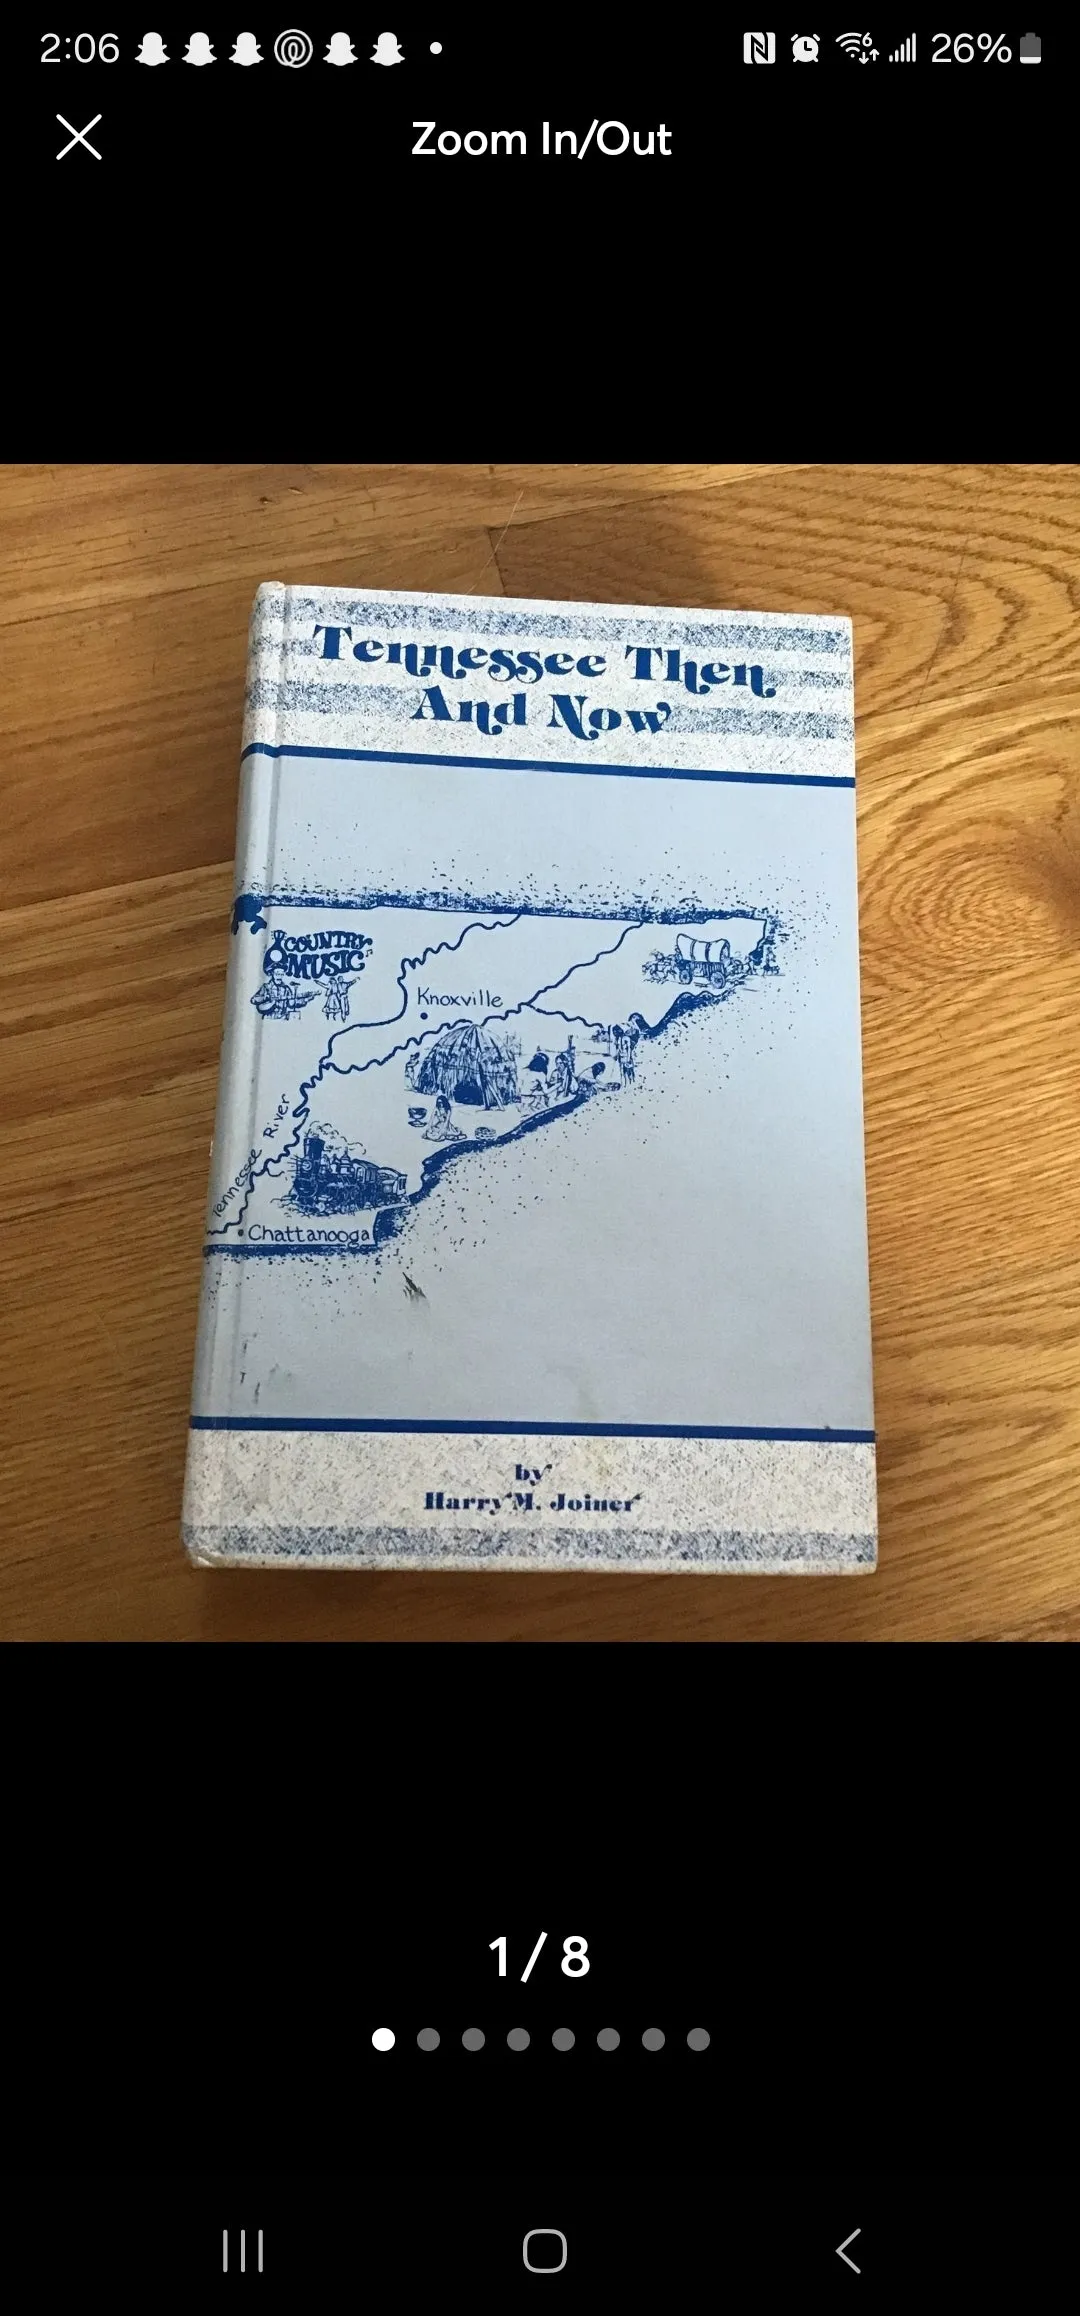 2:06
26%
Zoom In/Out
Tennessee Then
And Now
COUNTRY
MUSIC
Knoxville
Tennessee River
Chattanooga
by
Harry M. Joiner
1/8